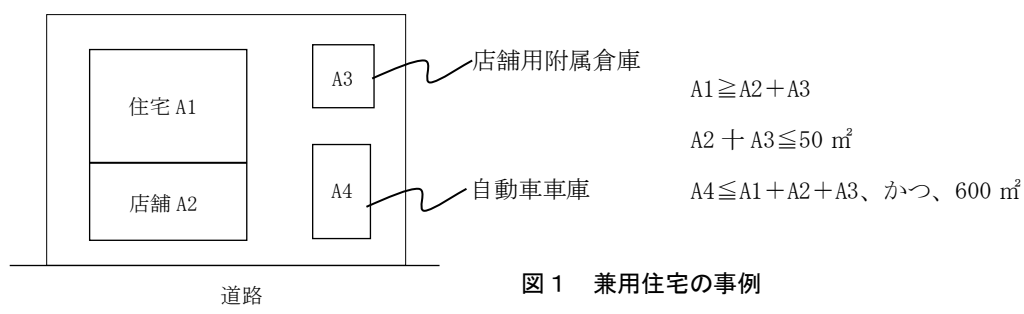 住宅 A1
店舗 A2
A3
A4
店舗用附属倉庫
自動車車庫
道路
A1≧A2+A3
A2 十 A3≦50 ㎡
A4≦A1+A2+A3、かつ、600 ㎡
図1 兼用住宅の事例